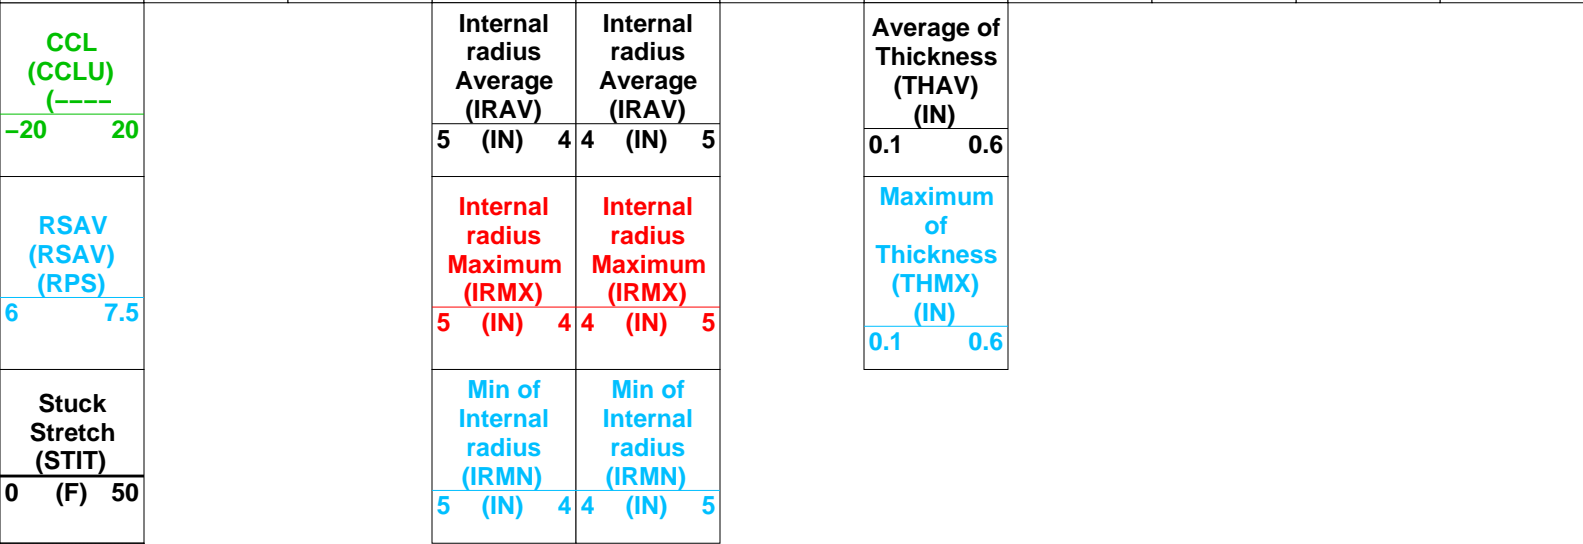 CCL
(CCLU)
(----
−20 20
RSAV
(RSAV)
(RPS)
6 7.5
Stuck
Stretch
(STIT)
0 (F) 50
Internal
radius
Average
(IRAV)
5 (IN) 4
Internal
radius
Maximum
(IRMX)
5 (IN) 4
Min of
Internal
radius
(IRMN)
5 (IN) 4
Internal
radius
Average
(IRAV)
4 (IN) 5
Internal
radius
Maximum
(IRMX)
4 (IN) 5
Min of
Internal
radius
(IRMN)
4 (IN) 5
Average of
Thickness
(THAV)
(IN)
0.1 0.6
Maximum
of
Thickness
(THMX)
(IN)
0.1 0.6